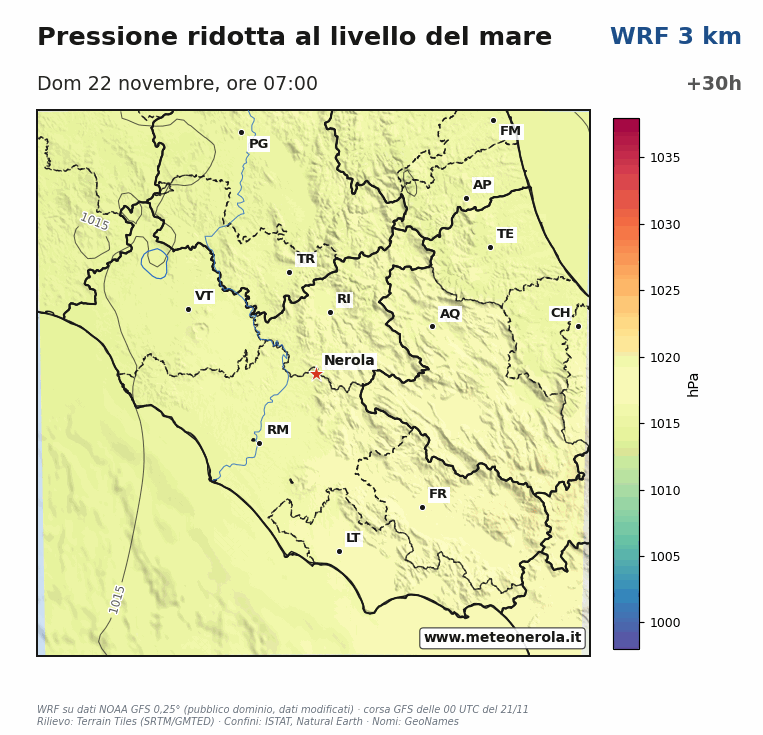 Pressione ridotta al livello del mare
WRF 3 km
Dom 22 novembre, ore 07:00
+30h
FM
PG
1035
AP
1015
TE
1030
TR
1025
RI
VT
AQ
CH
1020
Nerola
hPa
1015
RM
1010
FR
1005
LT
1015
1000
www.meteonerola.it
WRF su dati NOAA GFS 0,25° (pubblico dominio, dati modificati) · corsa GFS delle 00 UTC del 21/11
Rilievo: Terrain Tiles (SRTM/GMTED) · Confini: ISTAT, Natural Earth · Nomi: GeoNames